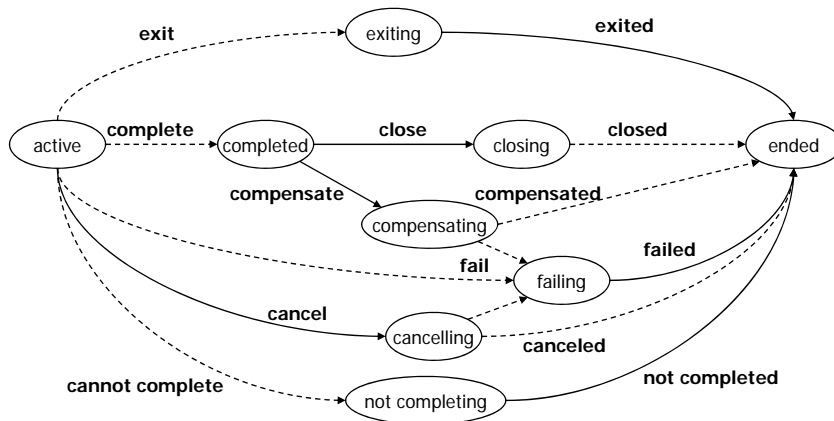 exit
exiting
exited
active
complete
completed
close
closing
closed
ended
compensate
compensated
compensating
fail
failing
failed
cancel
cancelling
canceled
cannot complete
not completing
not completed